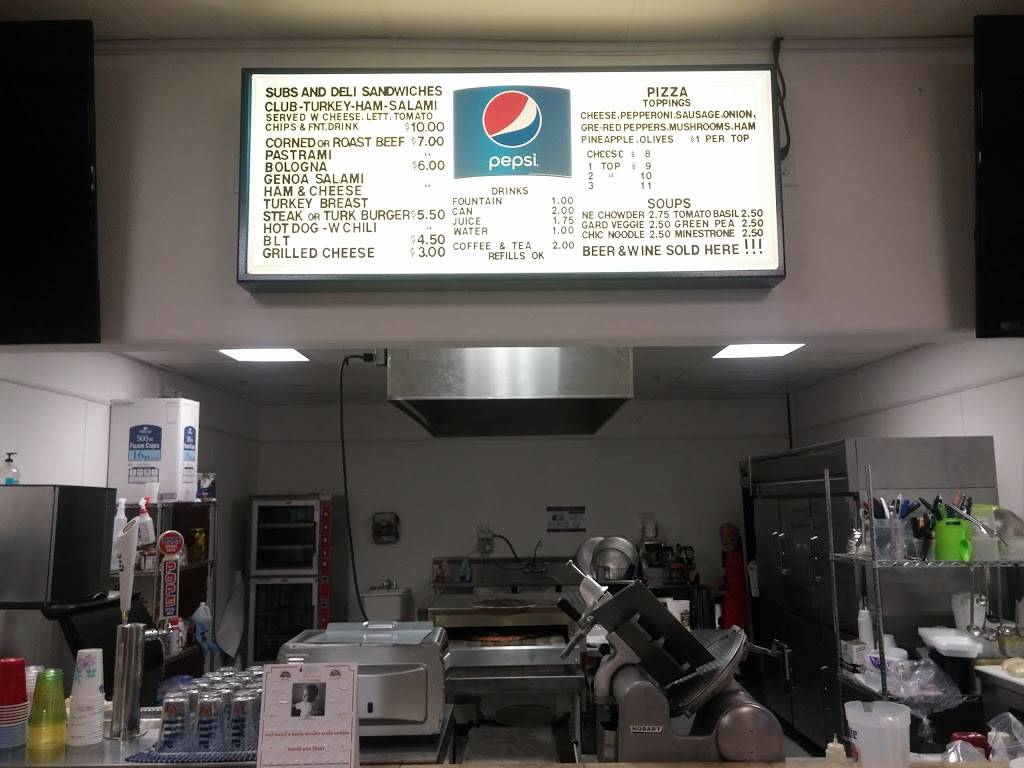 SUBS AND DELI SANDWICHES
CLUB-TURKEY-HAM-SALAMI
SERVED W CHEESE. LETT. TOMATO
CHIPS & FNT. DRINK $10.00
CORNED OR ROAST BEEF $7.00
PASTRAMI "
BOLOGNA $6.00
GENOA SALAMI
HAM & CHEESE "
TURKEY BREAST
STEAK OR TURK BURGER $5.50
HOT DOG - W CHILI "
BLT $4.50
GRILLED CHEESE $3.00
pepsi
DRINKS
FOUNTAIN 1.00
CAN 2.00
JUICE 1.75
WATER 1.00
COFFEE & TEA 2.00
REFILLS OK
PIZZA
TOPPINGS
CHEESE, PEPPERONI, SAUSAGE, ONION,
GRE-RED PEPPERS, MUSHROOMS, HAM
PINEAPPLE, OLIVES $1 PER TOP
CHEESE $ 8
1 TOP $ 9
2 " 10
3 11
SOUPS
NE CHOWDER 2.75 TOMATO BASIL 2.50
GARD VEGGIE 2.50 GREEN PEA 2.50
CHIC NOODLE 2.50 MINESTRONE 2.50
BEER & WINE SOLD HERE !!!
500 ct
Foam Cups
16
HOBART